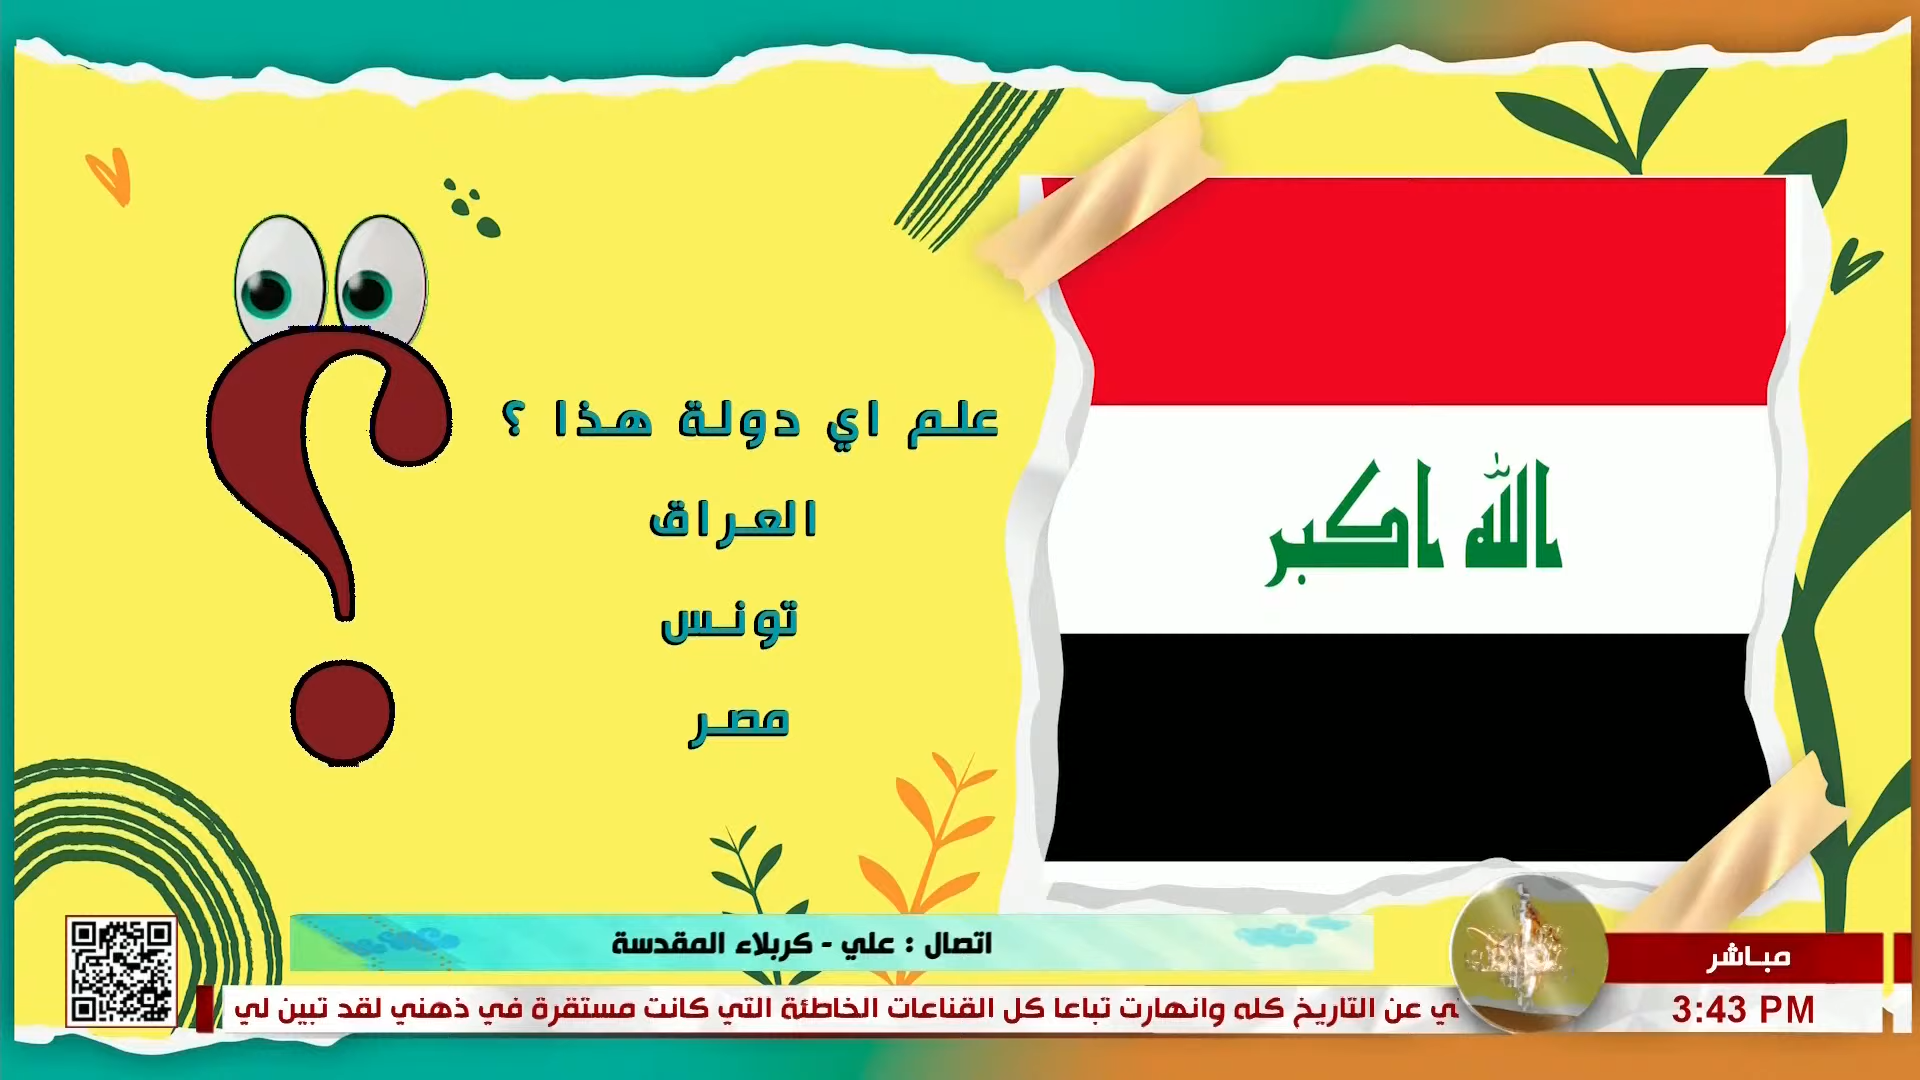 علم اي دولة هذا ؟
العراق
تونس
مصر
الله اكبر
اتصال : علي - كربلاء المقدسة
مباشر
ي عن التاريخ كله وانهارت تباعا كل القناعات الخاطئة التي كانت مستقرة في ذهني لقد تبين لي
3:43 PM